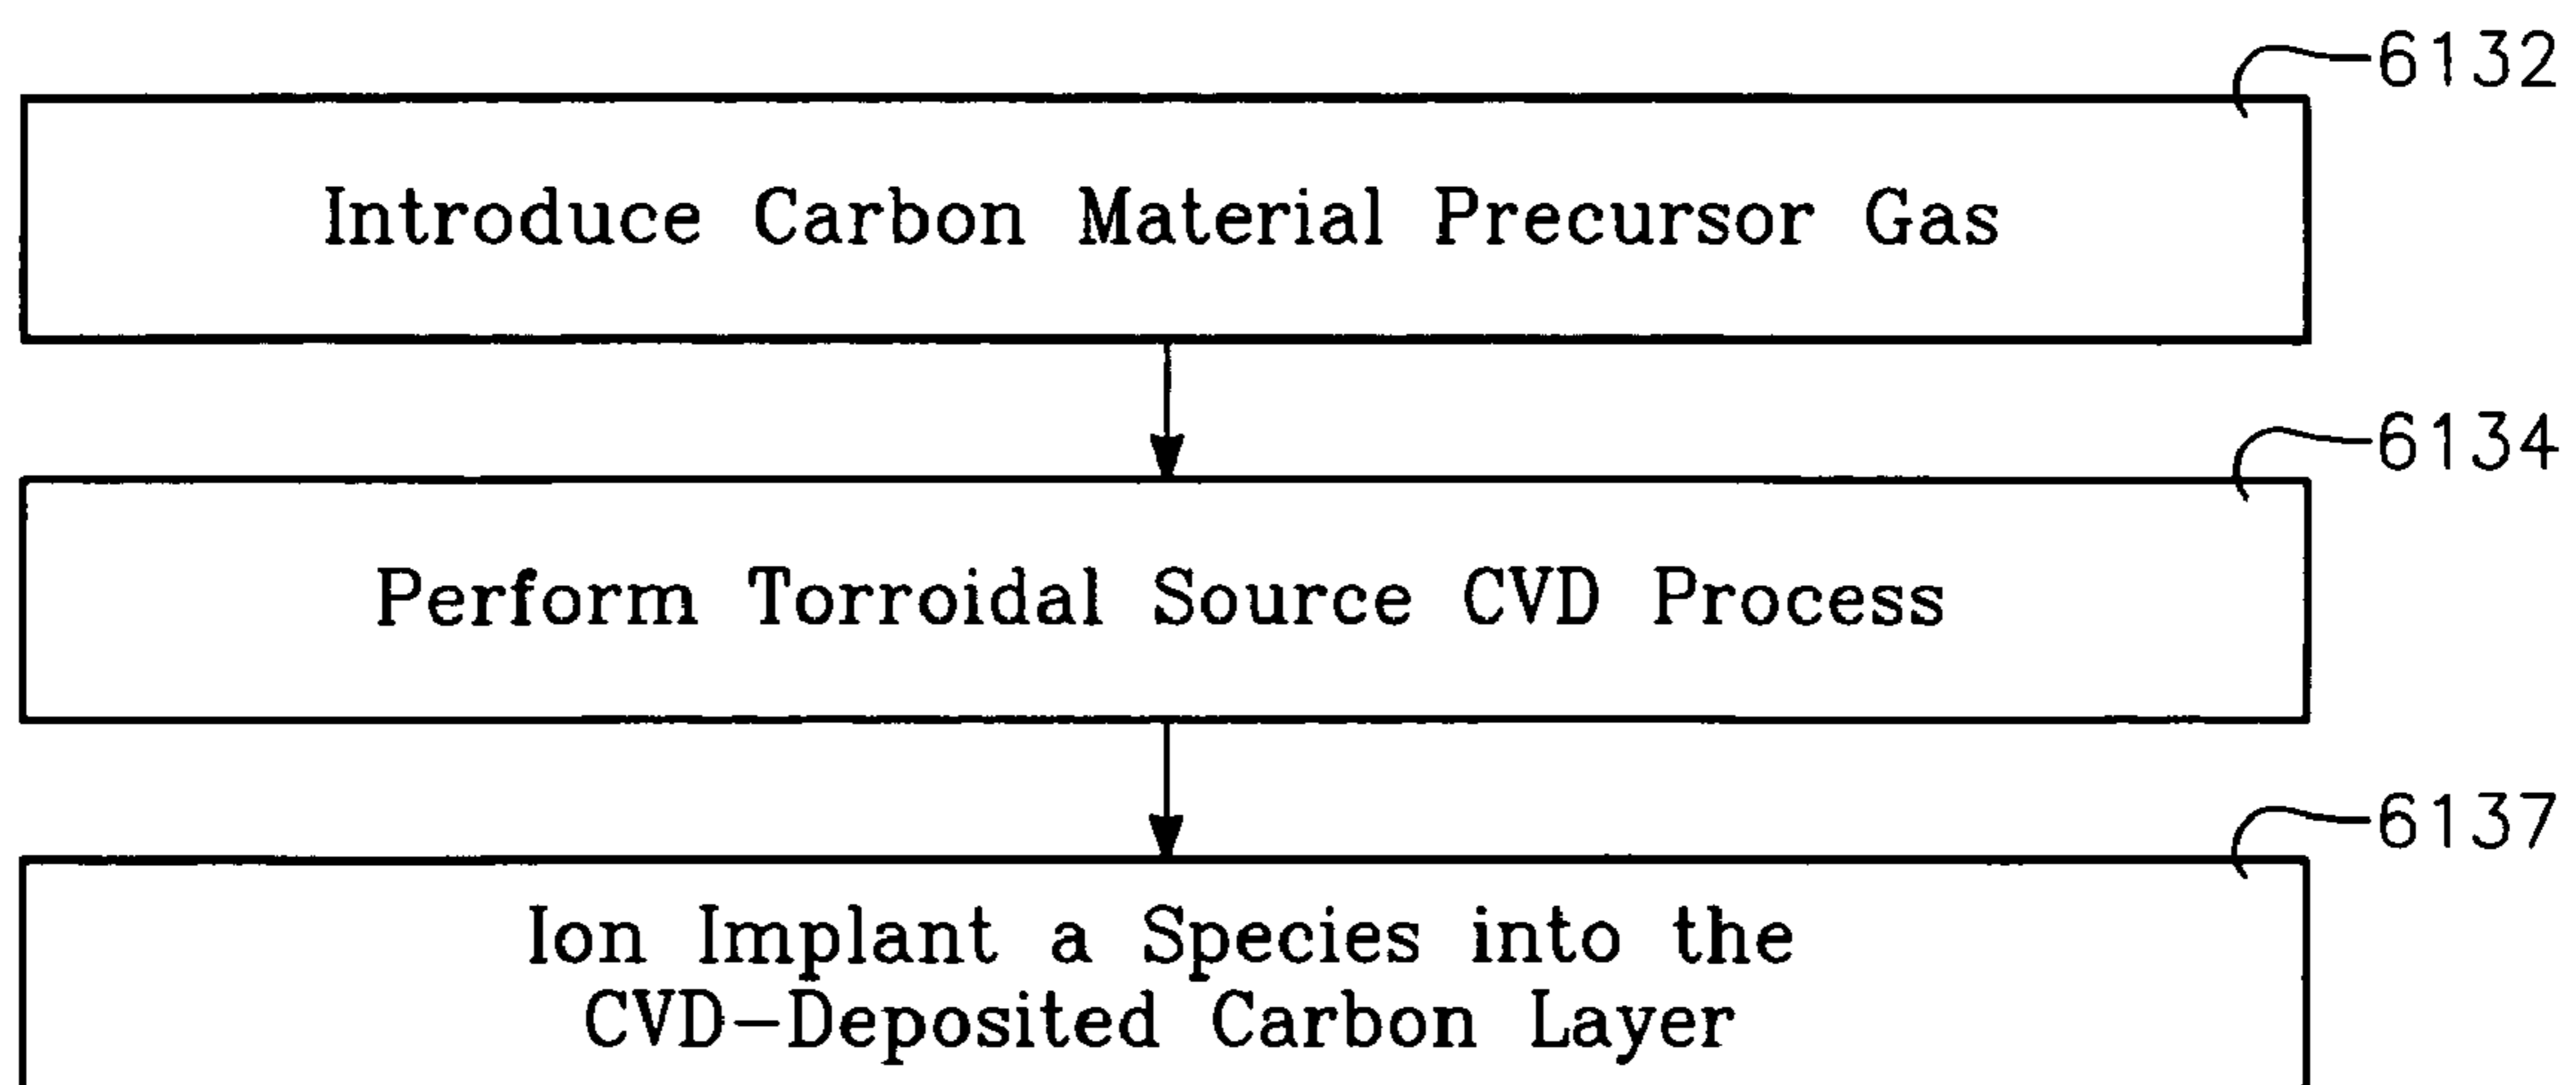 6132
Introduce Carbon Material Precursor Gas
6134
Perform Torroidal Source CVD Process
6137
Ion Implant a Species into the
CVD-Deposited Carbon Layer